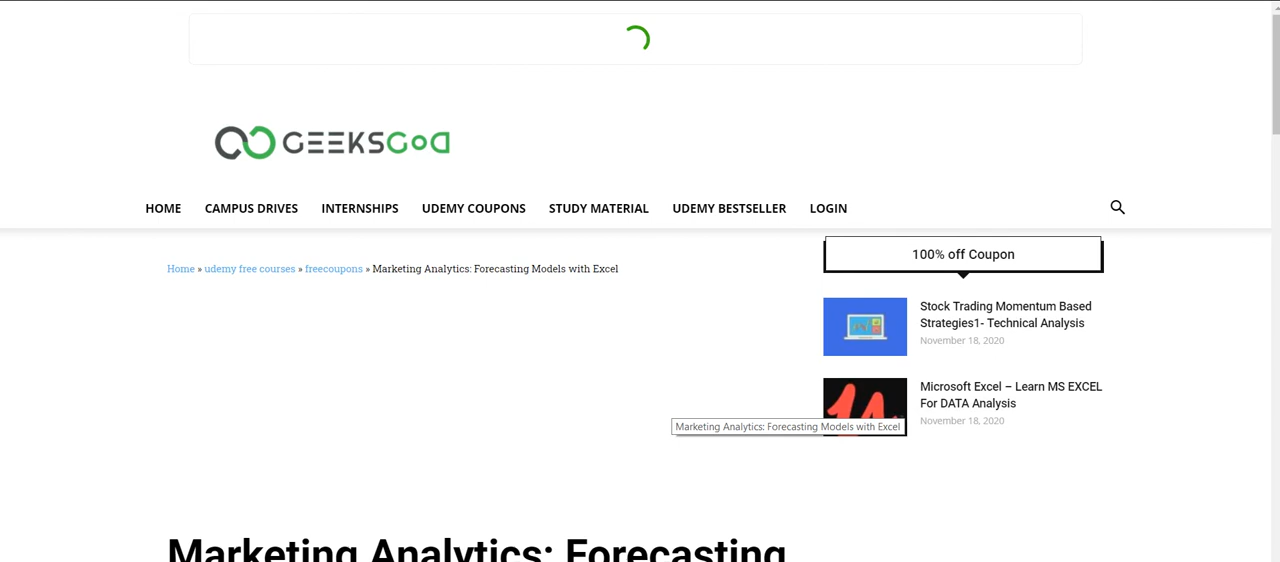 GEEKSGOD
HOME CAMPUS DRIVES INTERNSHIPS UDEMY COUPONS STUDY MATERIAL UDEMY BESTSELLER LOGIN
Home » udemy free courses » freecoupons » Marketing Analytics: Forecasting Models with Excel
100% off Coupon
Stock Trading Momentum Based
Strategies1- Technical Analysis
November 18, 2020
Microsoft Excel – Learn MS EXCEL
For DATA Analysis
November 18, 2020
Marketing Analytics: Forecasting Models with Excel
Marketing Analytics: Forecasting